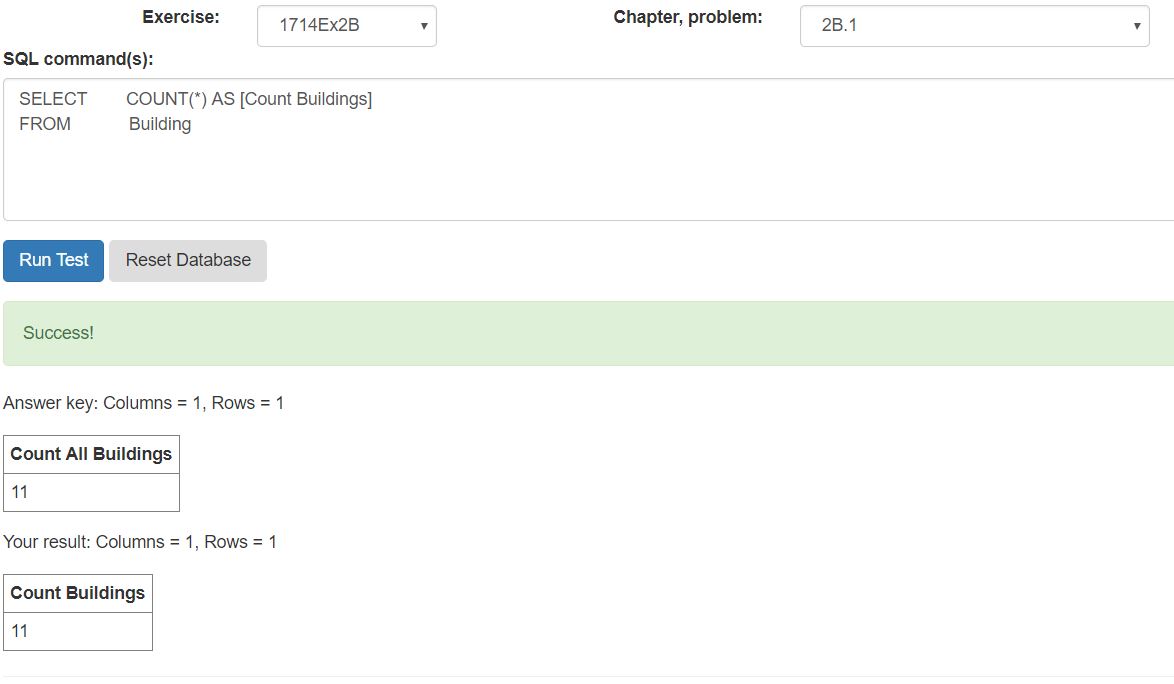 Exercise: 1714Ex2B Chapter, problem: 2B.1
SQL command(s):
SELECT COUNT(*) AS [Count Buildings]
FROM Building
Run Test Reset Database
Success!
Answer key: Columns = 1, Rows = 1
Count All Buildings
11
Your result: Columns = 1, Rows = 1
Count Buildings
11